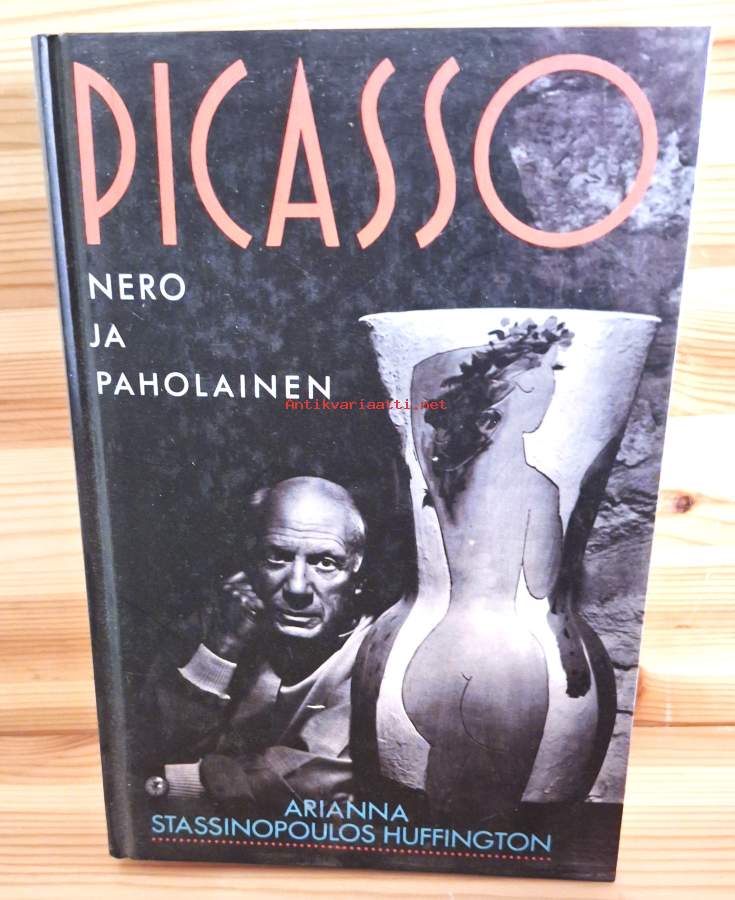 PICASSO
NERO
JA
PAHOLAINEN
Antikvariaatti.net
ARIANNA
STASSINOPOULOS HUFFINGTON